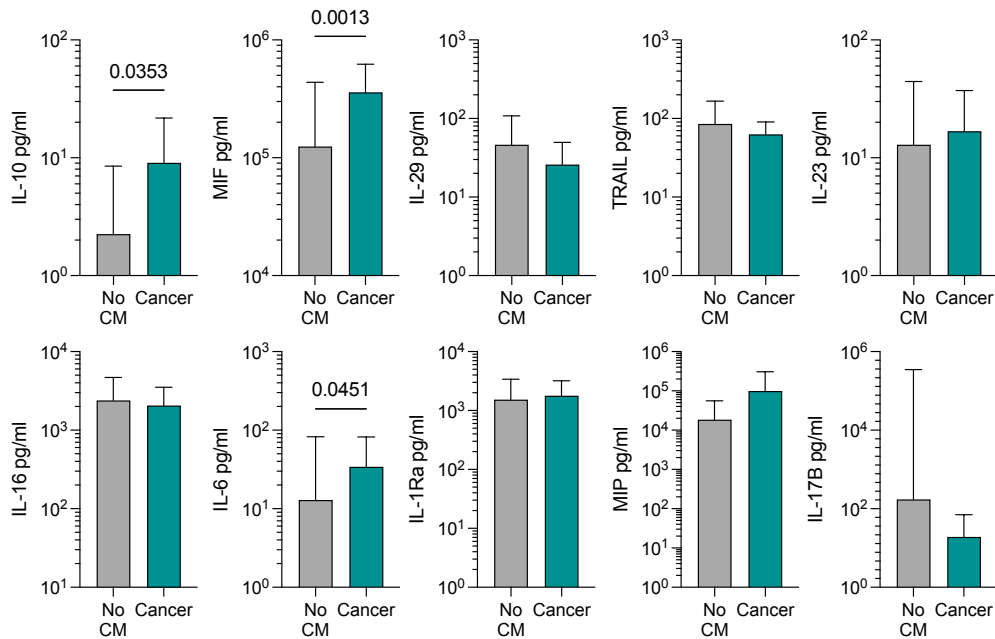 0.0353
IL-10 pg/ml
10²
10¹
10⁰
No CM
Cancer
0.0013
MIF pg/ml
10⁶
10⁵
10⁴
No CM
Cancer
IL-29 pg/ml
10³
10²
10¹
10⁰
No CM
Cancer
TRAIL pg/ml
10³
10²
10¹
10⁰
No CM
Cancer
IL-23 pg/ml
10²
10¹
10⁰
No CM
Cancer
IL-16 pg/ml
10⁴
10³
10²
10¹
No CM
Cancer
0.0451
IL-6 pg/ml
10³
10²
10¹
10⁰
No CM
Cancer
IL-1Ra pg/ml
10⁴
10³
10²
10¹
10⁰
No CM
Cancer
MIP pg/ml
10⁶
10⁵
10⁴
10³
10²
10¹
10⁰
No CM
Cancer
IL-17B pg/ml
10⁶
10⁴
10²
10⁰
No CM
Cancer